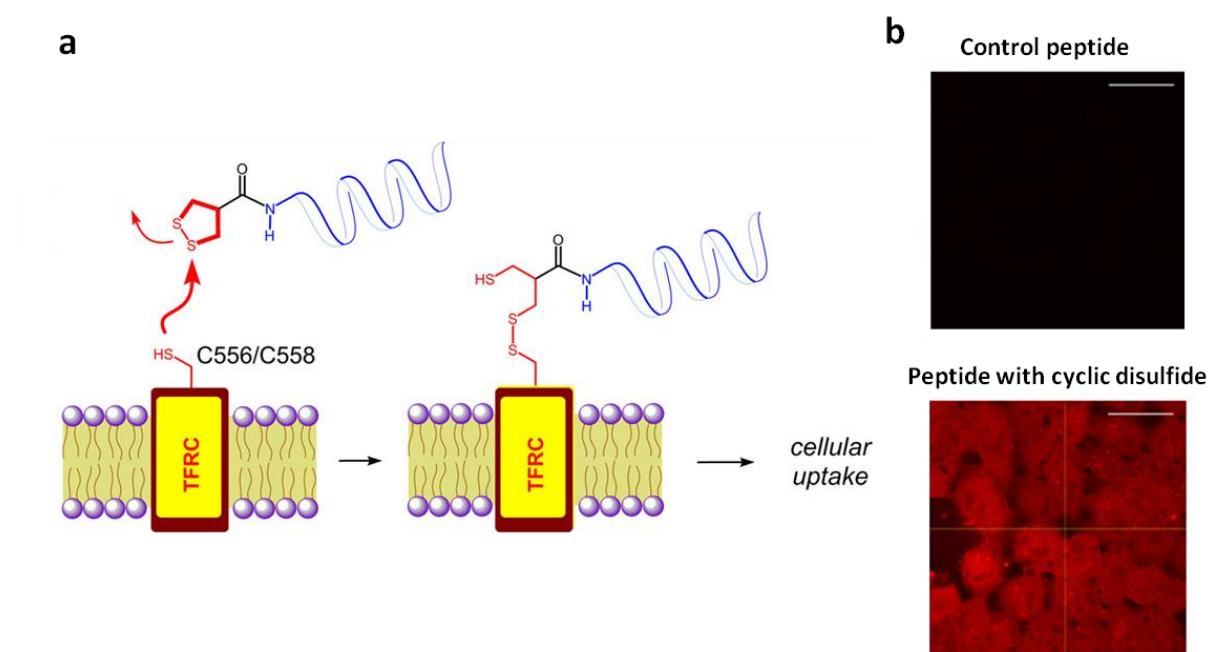 a
b
Control peptide
O
N
H
S
S
HS
C556/C558
TFRC
O
N
H
HS
S
S
TFRC
cellular
uptake
Peptide with cyclic disulfide